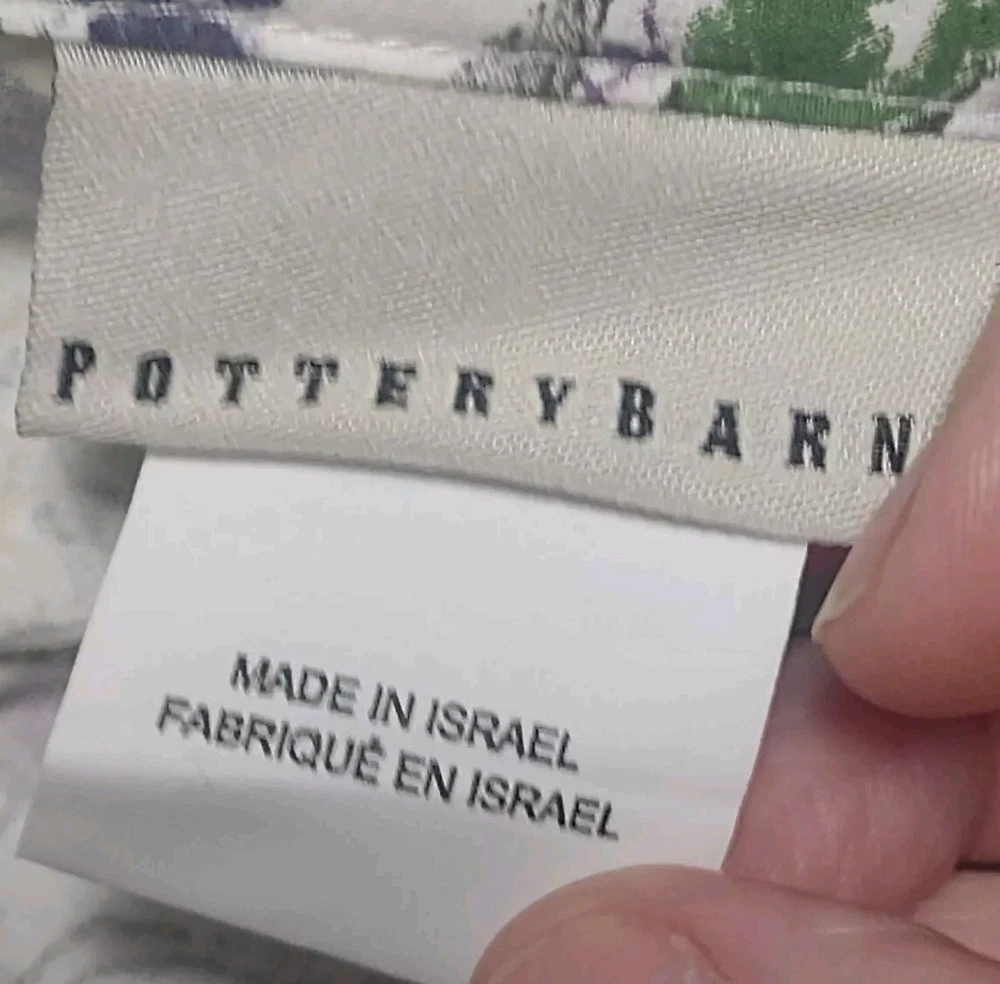 POTTERYBARN
MADE IN ISRAEL
FABRIQUÉ EN ISRAEL